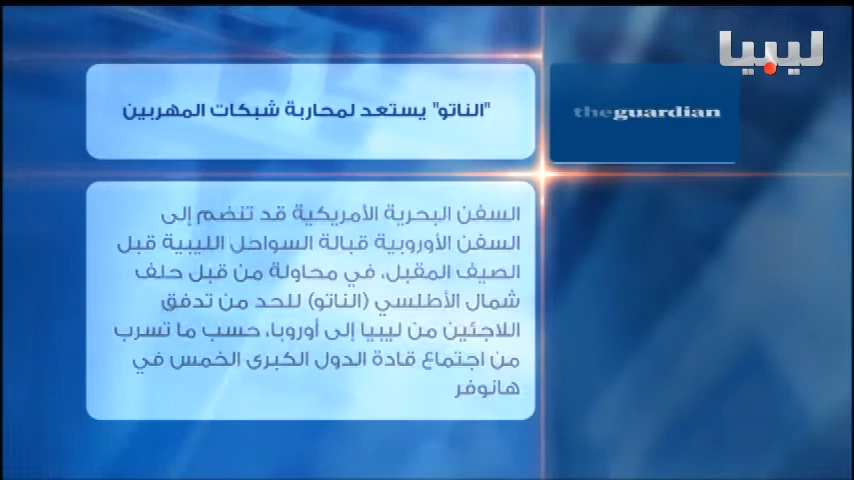 ليبيا
theguardian
"الناتو" يستعد لمحاربة شبكات المهربين
السفن البحرية الأمريكية قد تنضم إلى
السفن الأوروبية قبالة السواحل الليبية قبل
الصيف المقبل، في محاولة من قبل حلف
شمال الأطلسي (الناتو) للحد من تدفق
اللاجئين من ليبيا إلى أوروبا، حسب ما تسرب
من اجتماع قادة الدول الكبرى الخمس في
هانوفر